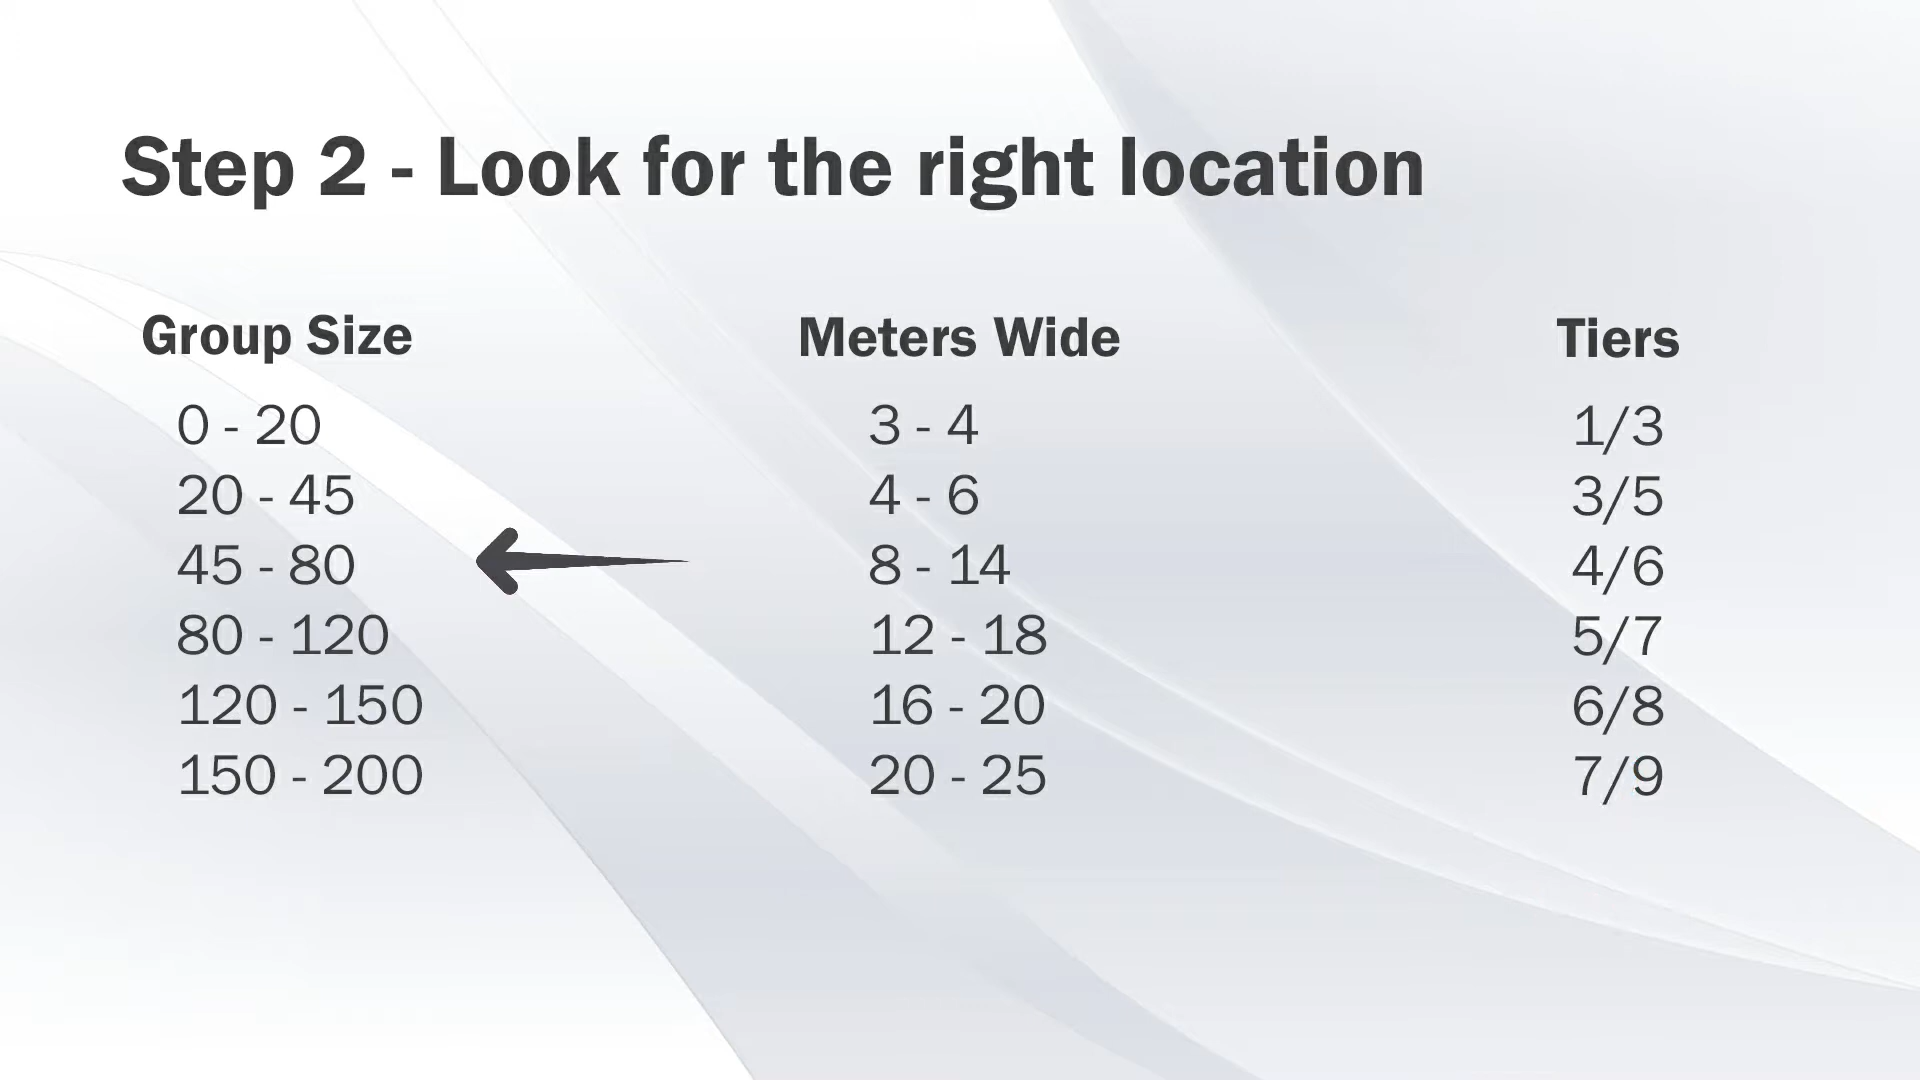 Step 2 - Look for the right location
Group Size Meters Wide Tiers
0 - 20 3 - 4 1/3
20 - 45 4 - 6 3/5
45 - 80 8 - 14 4/6
80 - 120 12 - 18 5/7
120 - 150 16 - 20 6/8
150 - 200 20 - 25 7/9